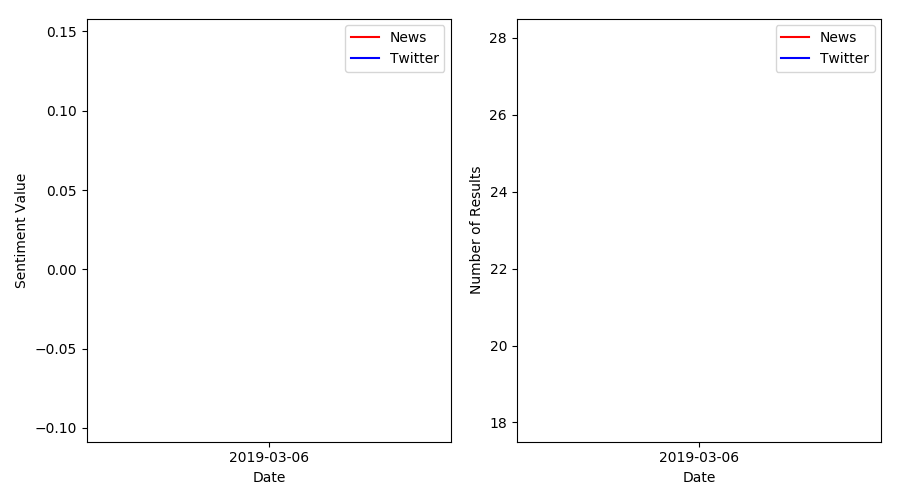 0.15
0.10
0.05
0.00
−0.05
−0.10
Sentiment Value
2019-03-06
Date
News
Twitter
28
26
24
22
20
18
Number of Results
2019-03-06
Date
News
Twitter